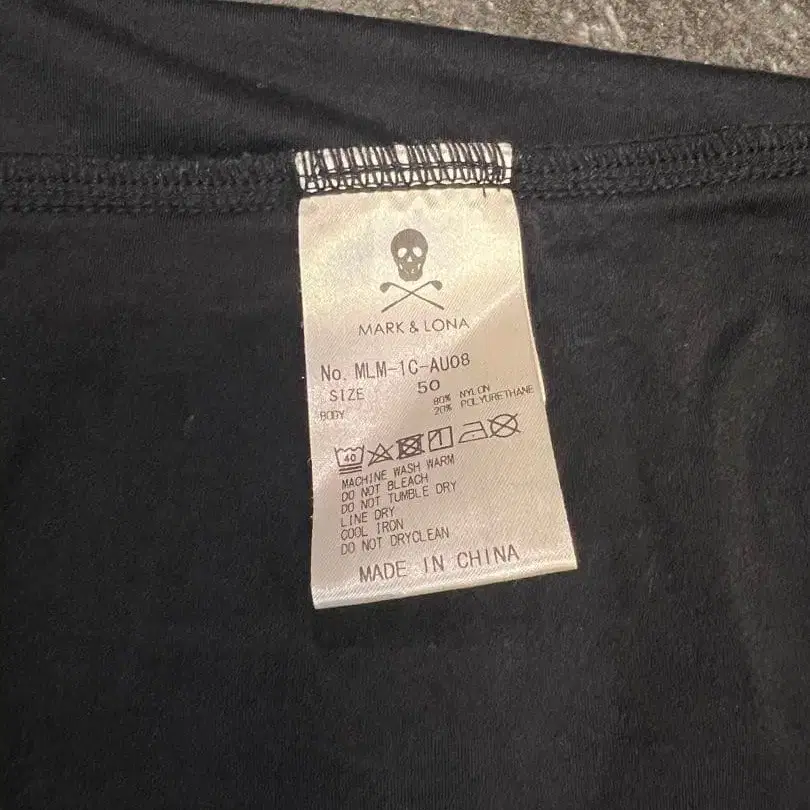 MARK & LONA
No. MLM-1C-AU08
SIZE 50
BODY 80% NYLON
20% POLYURETHANE
40
MACHINE WASH WARM
DO NOT BLEACH
DO NOT TUMBLE DRY
LINE DRY
COOL IRON
DO NOT DRYCLEAN
MADE IN CHINA